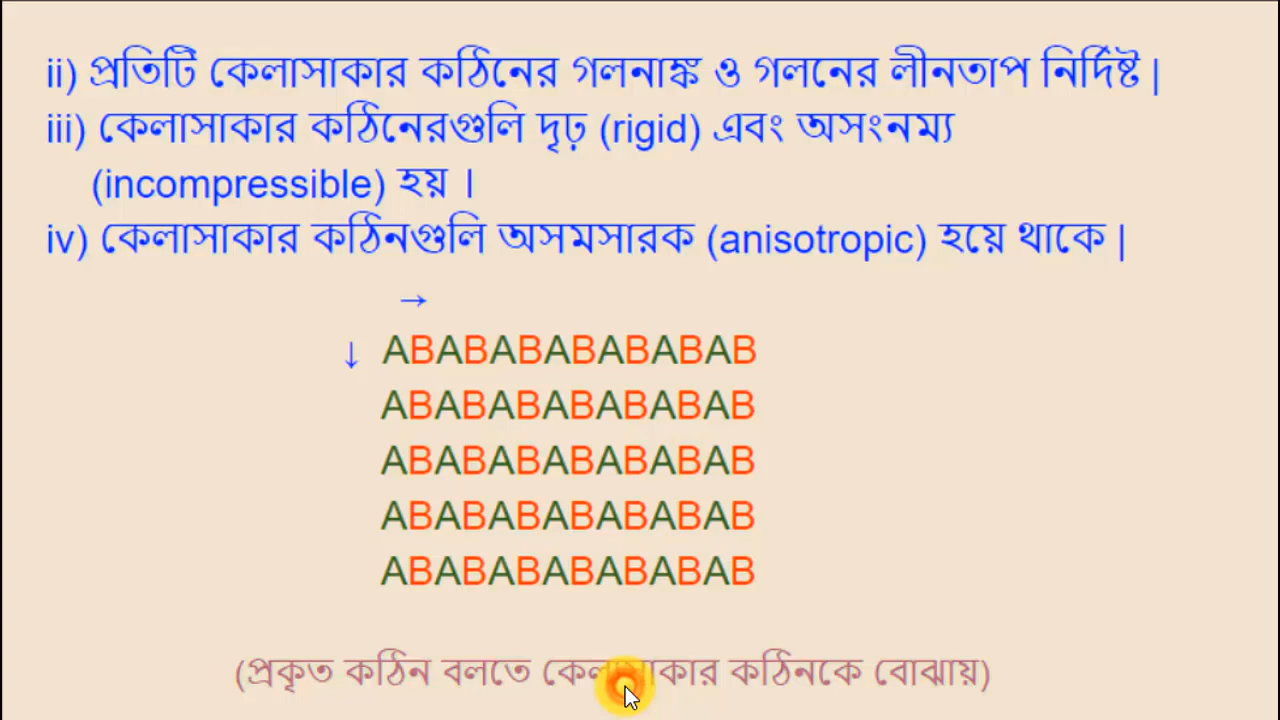 ii) প্রতিটি কেলাসাকার কঠিনের গলনাঙ্ক ও গলনের লীনতাপ নির্দিষ্ট |
iii) কেলাসাকার কঠিনেরগুলি দৃঢ় (rigid) এবং অসংনম্য
(incompressible) হয় ।
iv) কেলাসাকার কঠিনগুলি অসমসারক (anisotropic) হয়ে থাকে |
→
↓ ABABABABABABAB
ABABABABABABAB
ABABABABABABAB
ABABABABABABAB
ABABABABABABAB
(প্রকৃত কঠিন বলতে কেলাসাকার কঠিনকে বোঝায়)